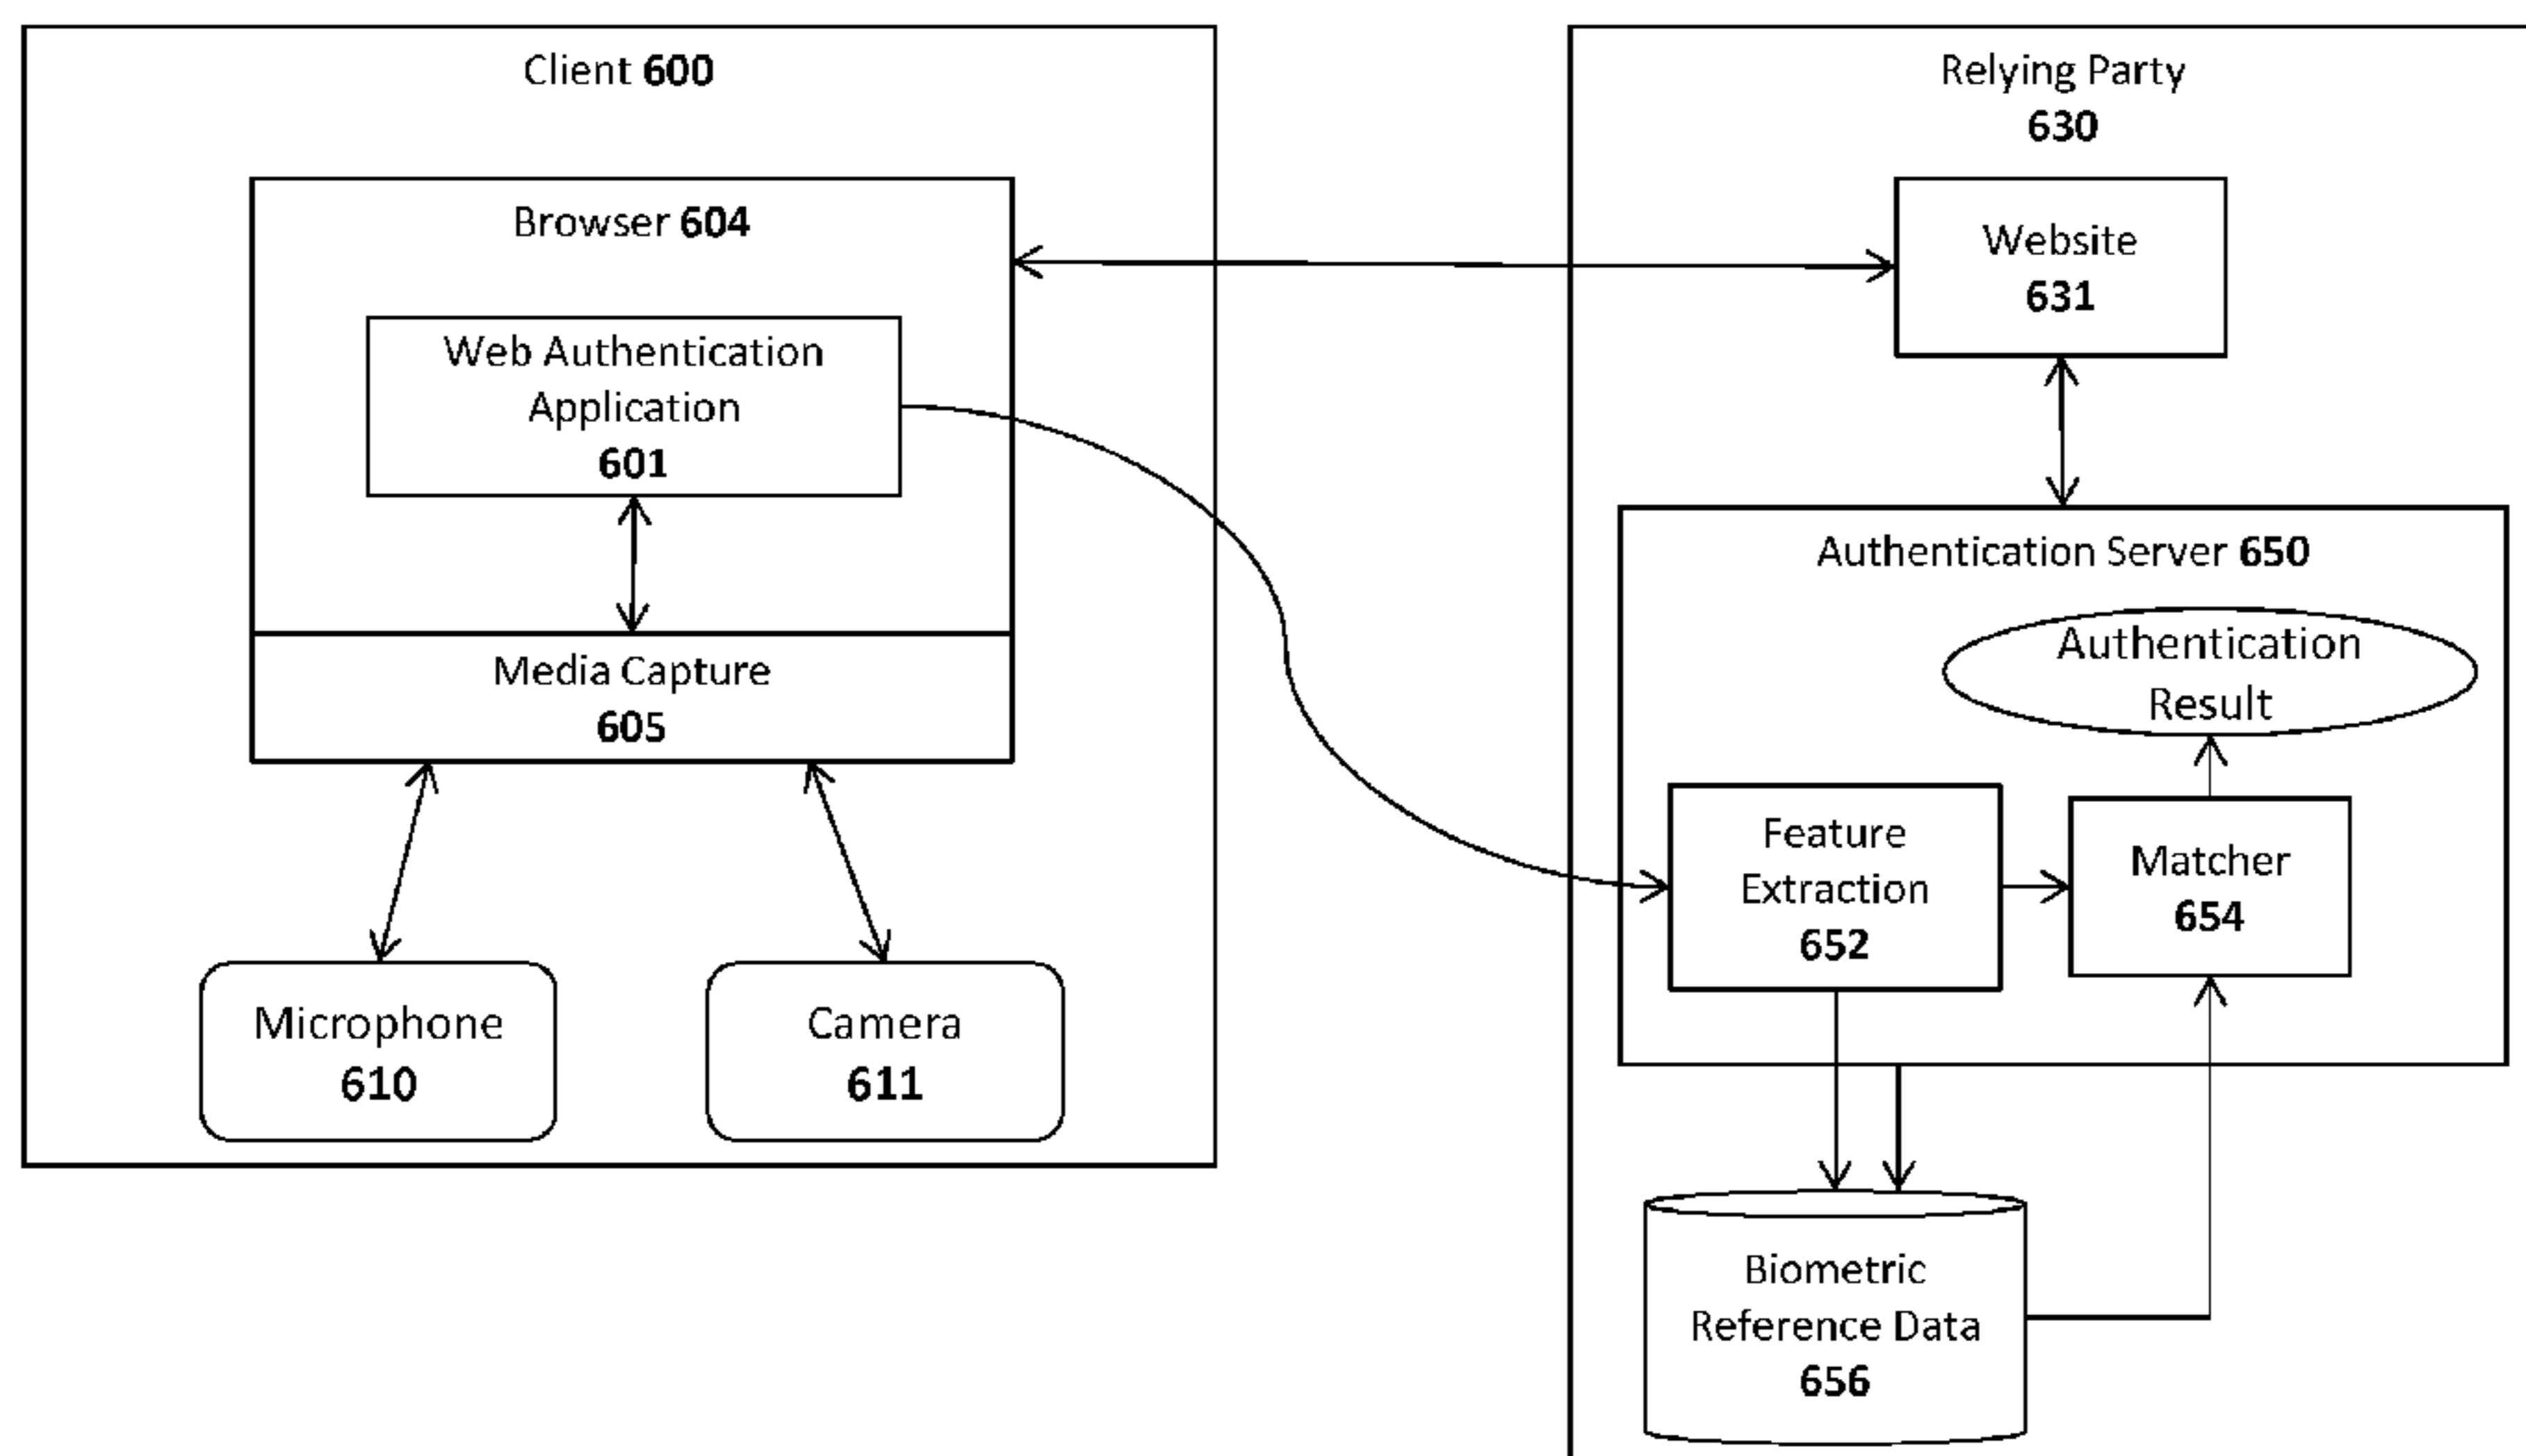 Client 600
Browser 604
Web Authentication
Application
601
Media Capture
605
Microphone
610
Camera
611
Relying Party
630
Website
631
Authentication Server 650
Authentication
Result
Feature
Extraction
652
Matcher
654
Biometric
Reference Data
656